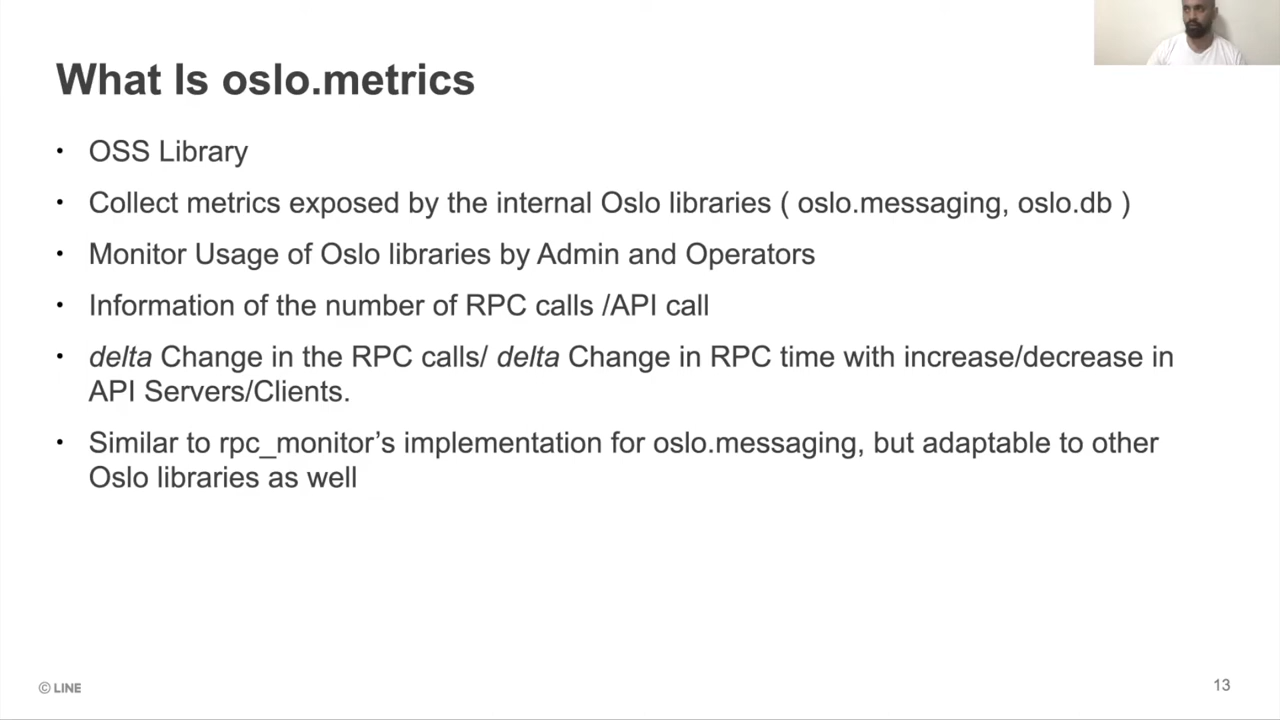 What Is oslo.metrics
• OSS Library
• Collect metrics exposed by the internal Oslo libraries ( oslo.messaging, oslo.db )
• Monitor Usage of Oslo libraries by Admin and Operators
• Information of the number of RPC calls /API call
• delta Change in the RPC calls/ delta Change in RPC time with increase/decrease in
API Servers/Clients.
• Similar to rpc_monitor’s implementation for oslo.messaging, but adaptable to other
Oslo libraries as well
© LINE
13